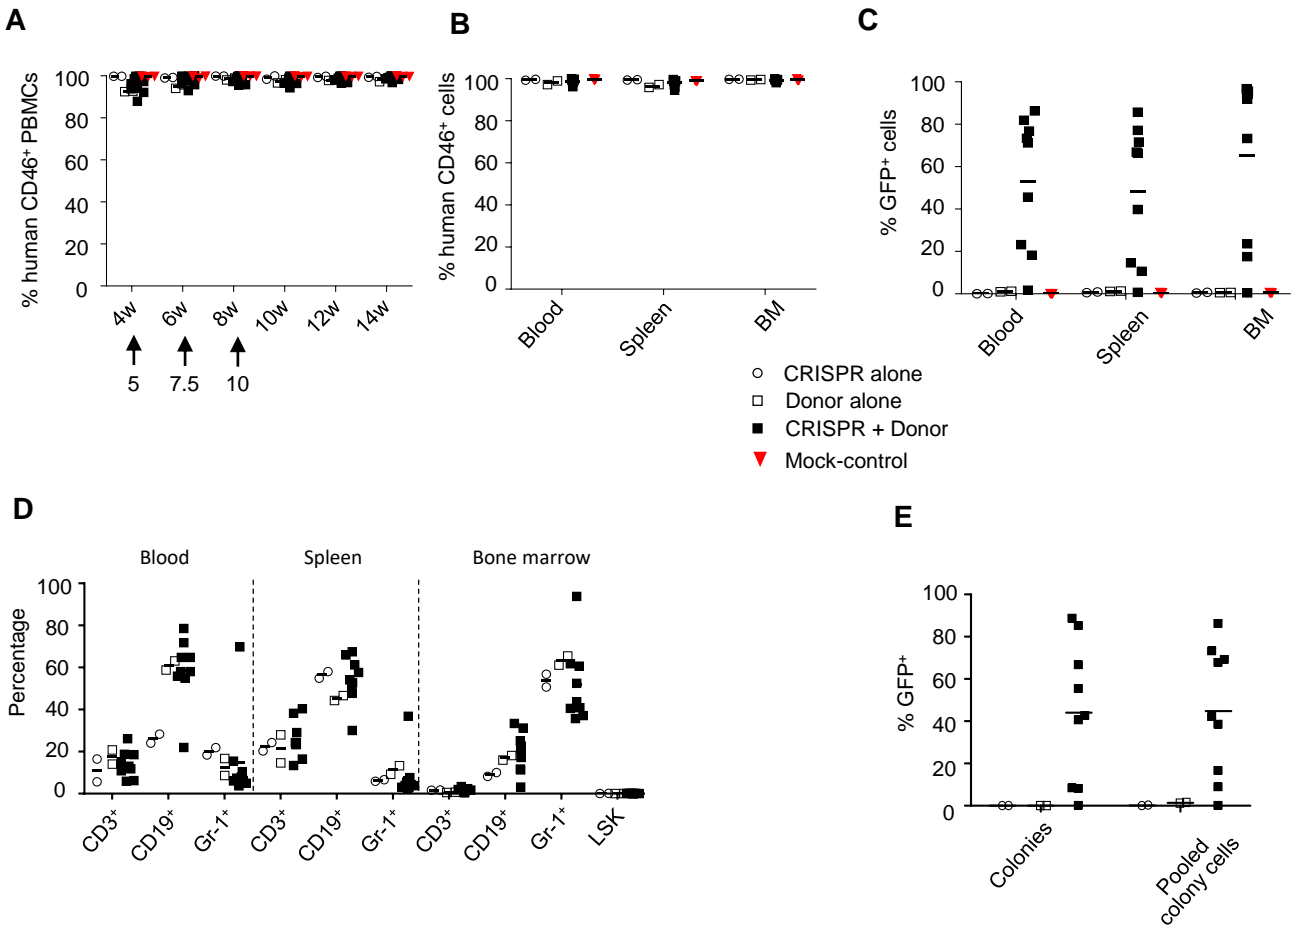 A
% human CD46⁺ PBMCs
100
80
60
40
20
0
4w
6w
8w
10w
12w
14w
5
7.5
10
B
% human CD46⁺ cells
100
80
60
40
20
0
Blood
Spleen
BM
C
% GFP⁺ cells
100
80
60
40
20
0
Blood
Spleen
BM
CRISPR alone
Donor alone
CRISPR + Donor
Mock-control
D
Blood
Spleen
Bone marrow
Percentage
100
80
60
40
20
0
CD3⁺
CD19⁺
Gr-1⁺
CD3⁺
CD19⁺
Gr-1⁺
CD3⁺
CD19⁺
Gr-1⁺
LSK
E
% GFP⁺
100
80
60
40
20
0
Colonies
Pooled
colony cells